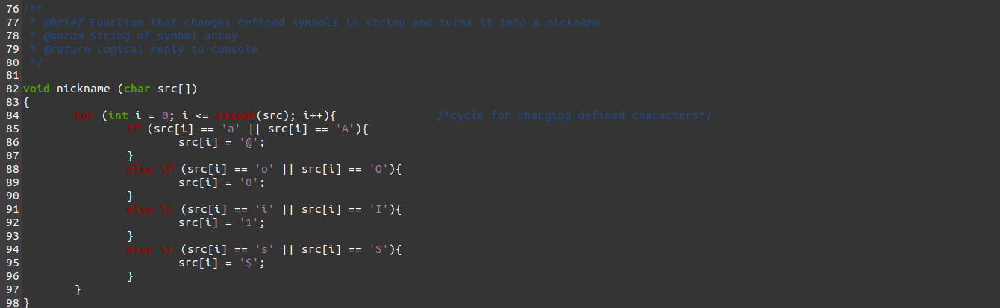 76 /**
77  * @brief Function that changes defined symbols in string and turns it into a nickname
78  * @param String of symbol array
79  * @return Logical reply to console
80  */
81
82 void nickname (char src[])
83 {
84         for (int i = 0; i <= sizeof(src); i++){               /*cycle for changing defined characters*/
85                 if (src[i] == 'a' || src[i] == 'A'){
86                         src[i] = '@';
87                 }
88                 else if (src[i] == 'o' || src[i] == 'O'){
89                         src[i] = '0';
90                 }
91                 else if (src[i] == 'i' || src[i] == 'I'){
92                         src[i] = '1';
93                 }
94                 else if (src[i] == 's' || src[i] == 'S'){
95                         src[i] = '$';
96                 }
97         }
98 }